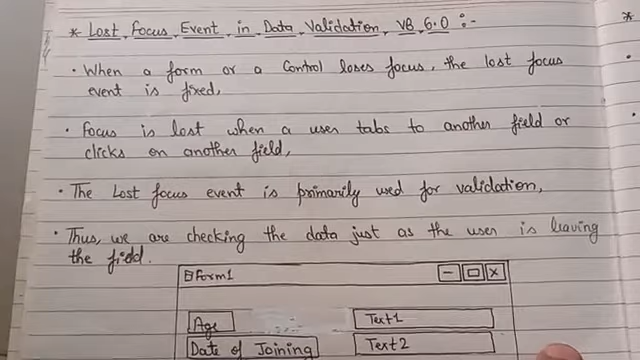 * Lost Focus Event in Data Validation, VB 6.0 :-
• When a form or a Control loses focus, the lost focus
event is fixed,
• Focus is lost when a user tabs to another field or
clicks on another field,
• The Lost focus event is primarily used for validation,
• Thus, we are checking the data just as the user is leaving
the field.
Form1
Age
Text1
Date of Joining
Text2